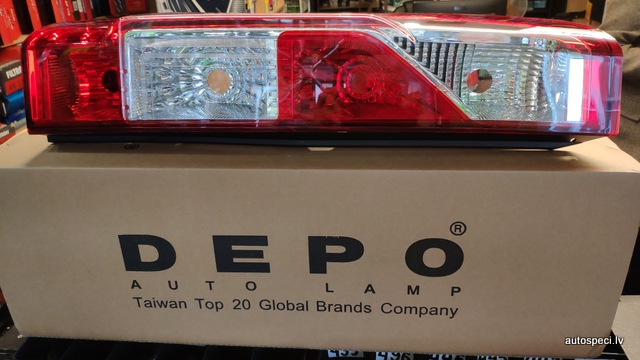 DEPO®
AUTO LAMP
Taiwan Top 20 Global Brands Company
autospeci.lv